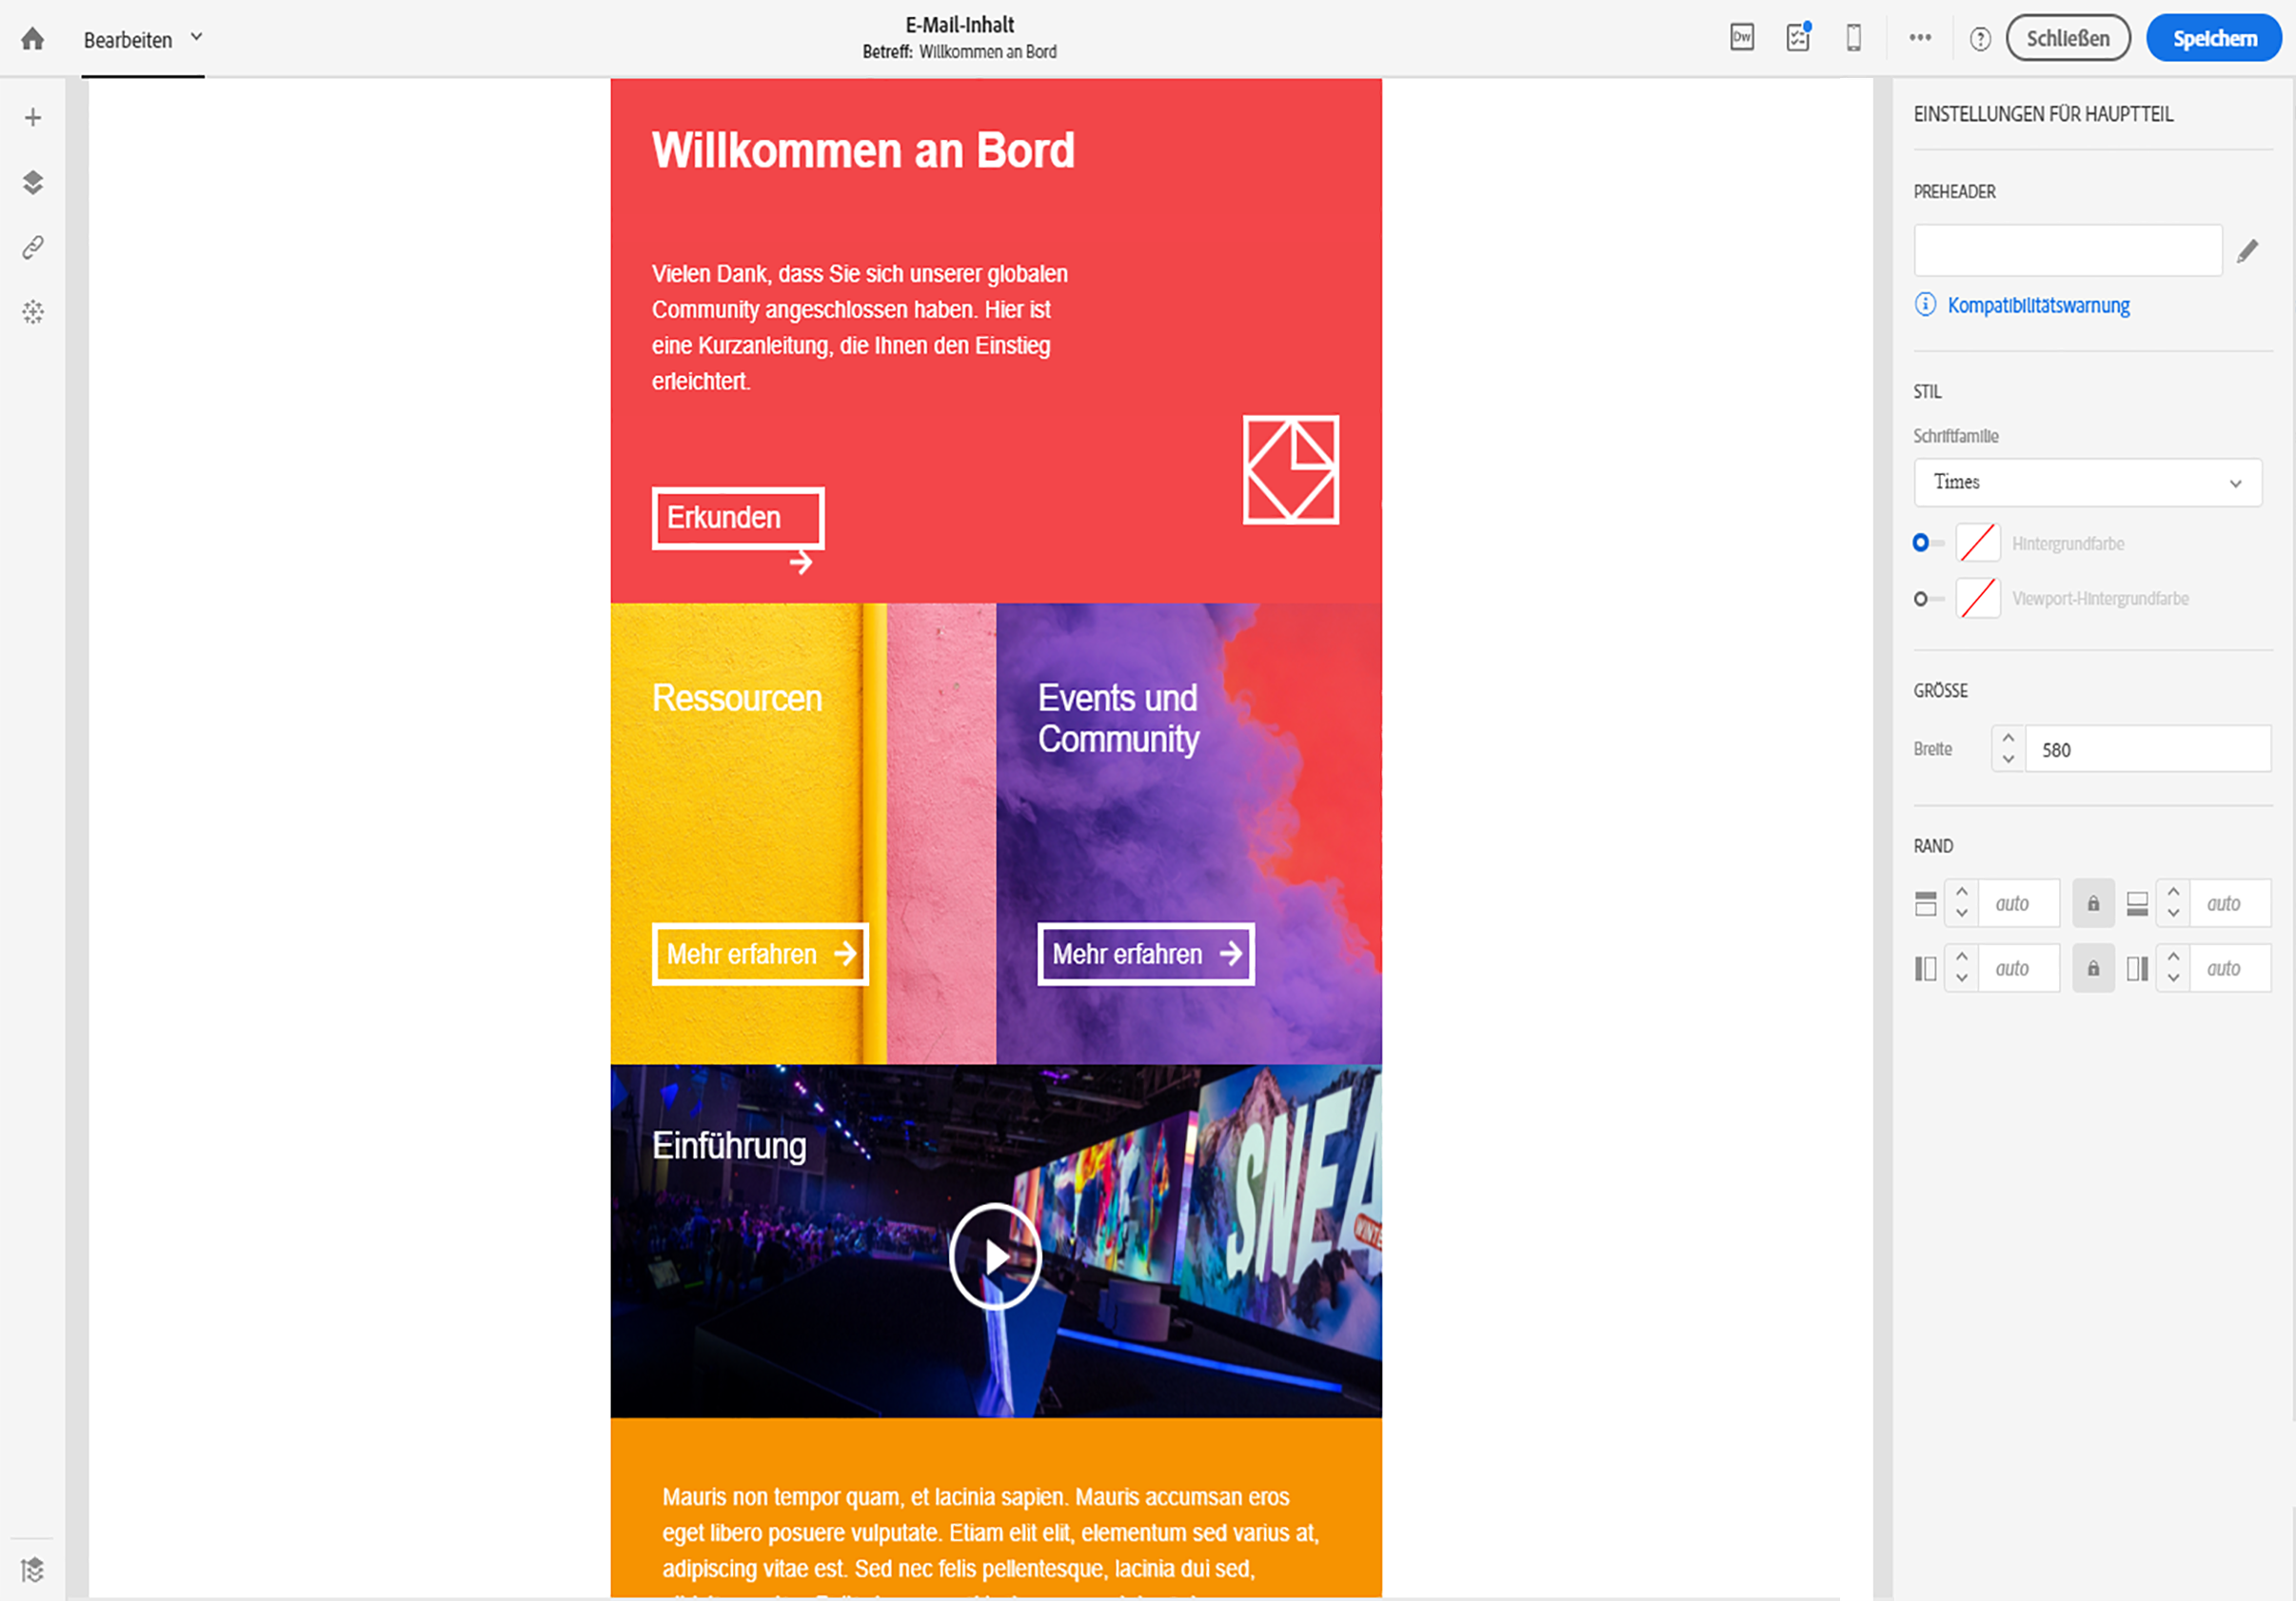 Bearbeiten
E-Mail-Inhalt
Betreff: Willkommen an Bord
Dw
Schließen
Speichern
Willkommen an Bord
Vielen Dank, dass Sie sich unserer globalen
Community angeschlossen haben. Hier ist
eine Kurzanleitung, die Ihnen den Einstieg
erleichtert.
Erkunden
Ressourcen
Events und
Community
Mehr erfahren
Mehr erfahren
Einführung
SNEA
WINTE
Mauris non tempor quam, et lacinia sapien. Mauris accumsan eros
eget libero posuere vulputate. Etiam elit elit, elementum sed varius at,
adipiscing vitae est. Sed nec felis pellentesque, lacinia dui sed,
EINSTELLUNGEN FÜR HAUPTTEIL
PREHEADER
Kompatibilitätswarnung
STIL
Schriftfamilie
Times
Hintergrundfarbe
Viewport-Hintergrundfarbe
GRÖSSE
Breite
580
RAND
auto
auto
auto
auto